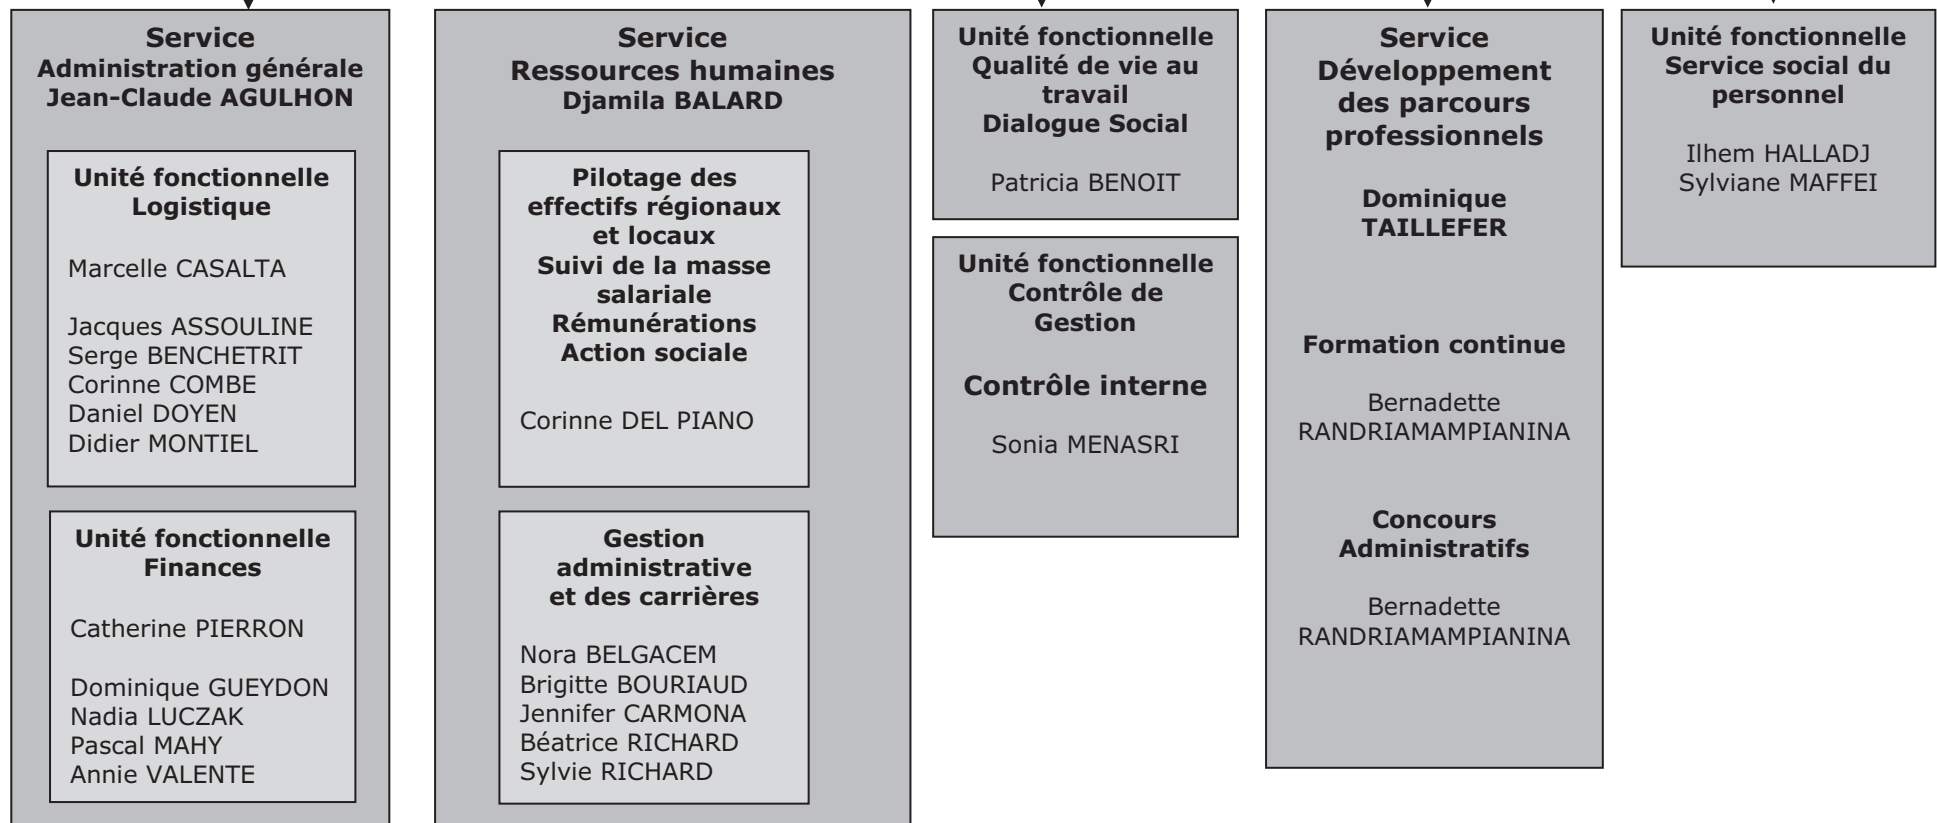 Service
Administration générale
Jean-Claude AGULHON
Unité fonctionnelle
Logistique
Marcelle CASALTA
Jacques ASSOULINE
Serge BENCHETRIT
Corinne COMBE
Daniel DOYEN
Didier MONTIEL
Unité fonctionnelle
Finances
Catherine PIERRON
Dominique GUEYDON
Nadia LUCZAK
Pascal MAHY
Annie VALENTE
Service
Ressources humaines
Djamila BALARD
Pilotage des
effectifs régionaux
et locaux
Suivi de la masse
salariale
Rémunérations
Action sociale
Corinne DEL PIANO
Gestion
administrative
et des carrières
Nora BELGACEM
Brigitte BOURIAUD
Jennifer CARMONA
Béatrice RICHARD
Sylvie RICHARD
Unité fonctionnelle
Qualité de vie au
travail
Dialogue Social
Patricia BENOIT
Unité fonctionnelle
Contrôle de
Gestion
Contrôle interne
Sonia MENASRI
Service
Développement
des parcours
professionnels
Dominique
TAILLEFER
Formation continue
Bernadette
RANDRIAMAMPIANINA
Concours
Administratifs
Bernadette
RANDRIAMAMPIANINA
Unité fonctionnelle
Service social du
personnel
Ilhem HALLADJ
Sylviane MAFFEI